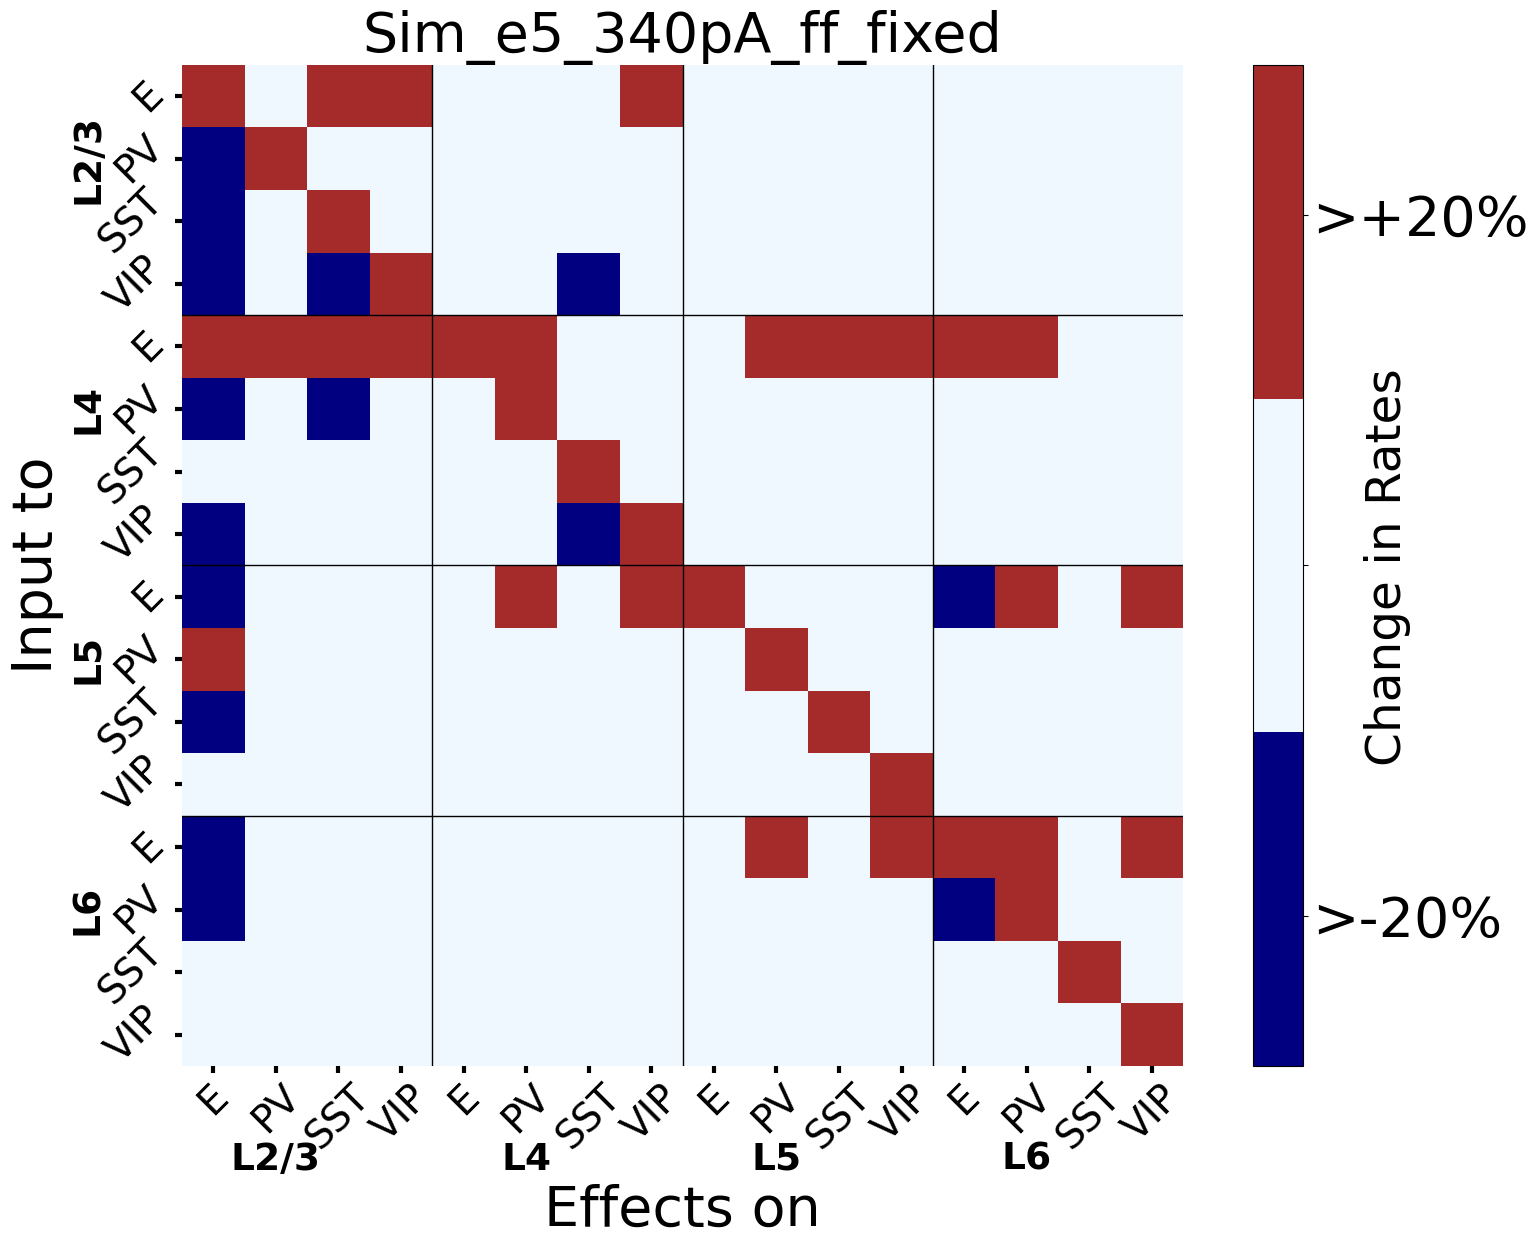 Sim_e5_340pA_ff_fixed
Input to
L2/3
E
PV
SST
VIP
L4
E
PV
SST
VIP
L5
E
PV
SST
VIP
L6
E
PV
SST
VIP
E PV SST VIP E PV SST VIP E PV SST VIP E PV SST VIP
L2/3 L4 L5 L6
Effects on
>+20%
>-20%
Change in Rates